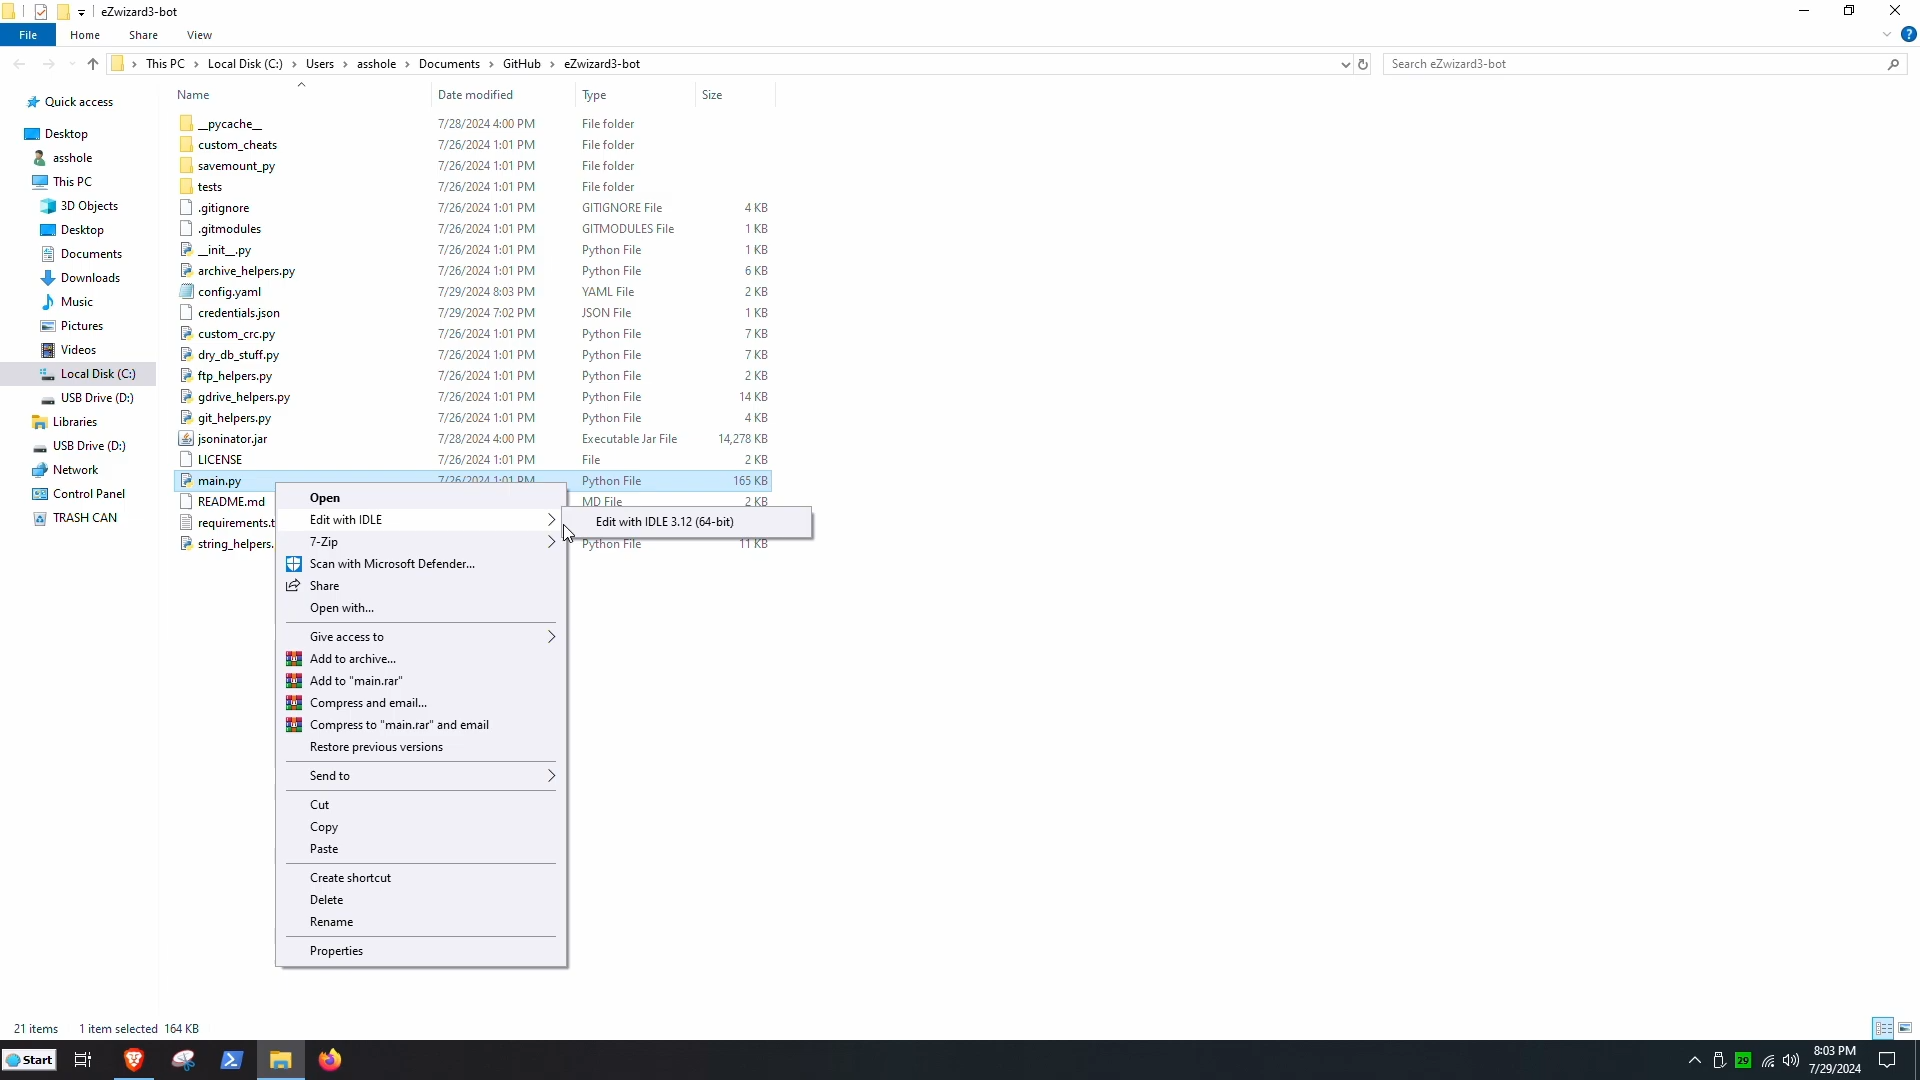 eZwizard3-bot
File Home Share View
This PC Local Disk (C:) Users asshole Documents GitHub eZwizard3-bot
Search eZwizard3-bot
Name Date modified Type Size
Quick access
Desktop
asshole
This PC
3D Objects
Desktop
Documents
Downloads
Music
Pictures
Videos
Local Disk (C:)
USB Drive (D:)
Libraries
USB Drive (D:)
Network
Control Panel
TRASH CAN
__pycache__ 7/28/2024 4:00 PM File folder
custom_cheats 7/26/2024 1:01 PM File folder
savemount_py 7/26/2024 1:01 PM File folder
tests 7/26/2024 1:01 PM File folder
.gitignore 7/26/2024 1:01 PM GITIGNORE File 4 KB
.gitmodules 7/26/2024 1:01 PM GITMODULES File 1 KB
__init__.py 7/26/2024 1:01 PM Python File 1 KB
archive_helpers.py 7/26/2024 1:01 PM Python File 6 KB
config.yaml 7/29/2024 8:03 PM YAML File 2 KB
credentials.json 7/29/2024 7:02 PM JSON File 1 KB
custom_crc.py 7/26/2024 1:01 PM Python File 7 KB
dry_db_stuff.py 7/26/2024 1:01 PM Python File 7 KB
ftp_helpers.py 7/26/2024 1:01 PM Python File 2 KB
gdrive_helpers.py 7/26/2024 1:01 PM Python File 14 KB
git_helpers.py 7/26/2024 1:01 PM Python File 4 KB
jsoninator.jar 7/28/2024 4:00 PM Executable Jar File 14,278 KB
LICENSE 7/26/2024 1:01 PM File 2 KB
main.py 7/26/2024 1:01 PM Python File 165 KB
README.md MD File 2 KB
requirements.t
string_helpers. Python File 11 KB
Open
Edit with IDLE
Edit with IDLE 3.12 (64-bit)
7-Zip
Scan with Microsoft Defender...
Share
Open with...
Give access to
Add to archive...
Add to "main.rar"
Compress and email...
Compress to "main.rar" and email
Restore previous versions
Send to
Cut
Copy
Paste
Create shortcut
Delete
Rename
Properties
21 items 1 item selected 164 KB
Start
29
8:03 PM
7/29/2024